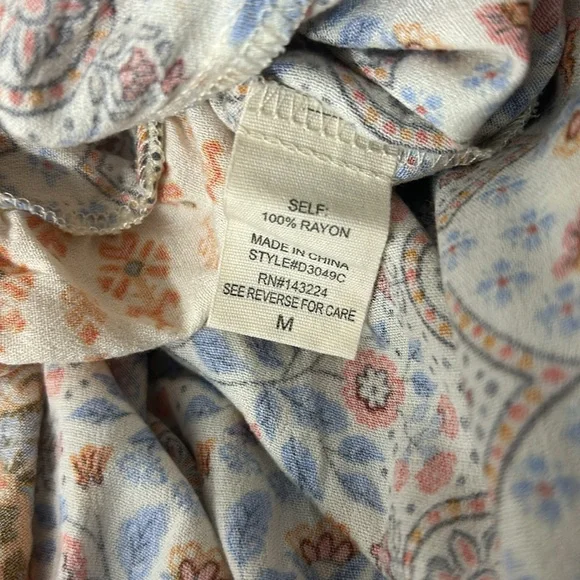 SELF:
100% RAYON
MADE IN CHINA
STYLE#D3049C
RN#143224
SEE REVERSE FOR CARE
M